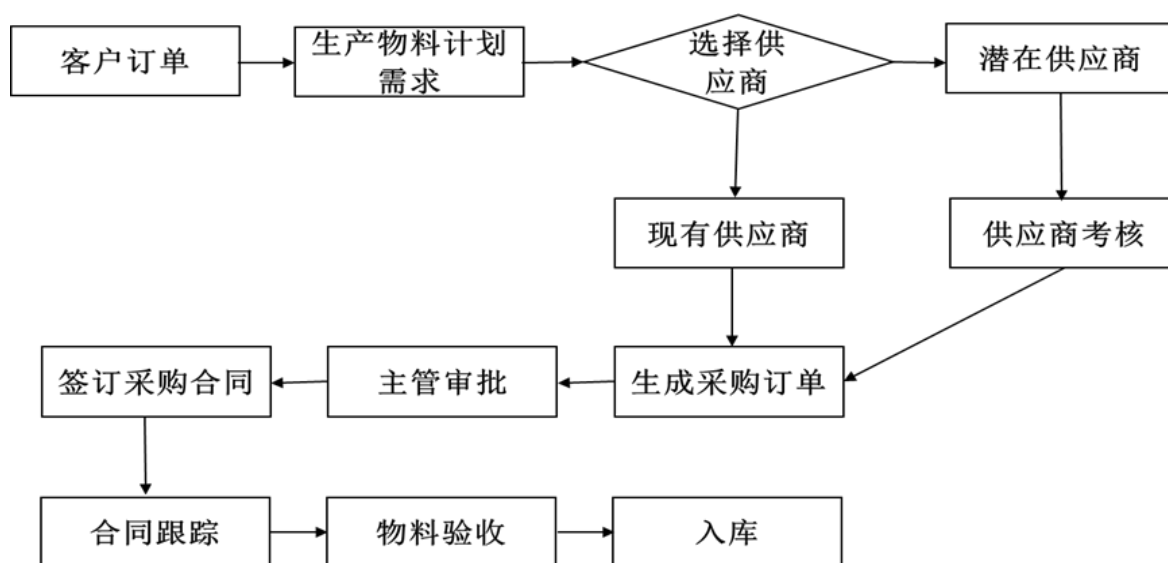 客户订单
生产物料计划
需求
选择供
应商
潜在供应商
现有供应商
供应商考核
签订采购合同
主管审批
生成采购订单
合同跟踪
物料验收
入库